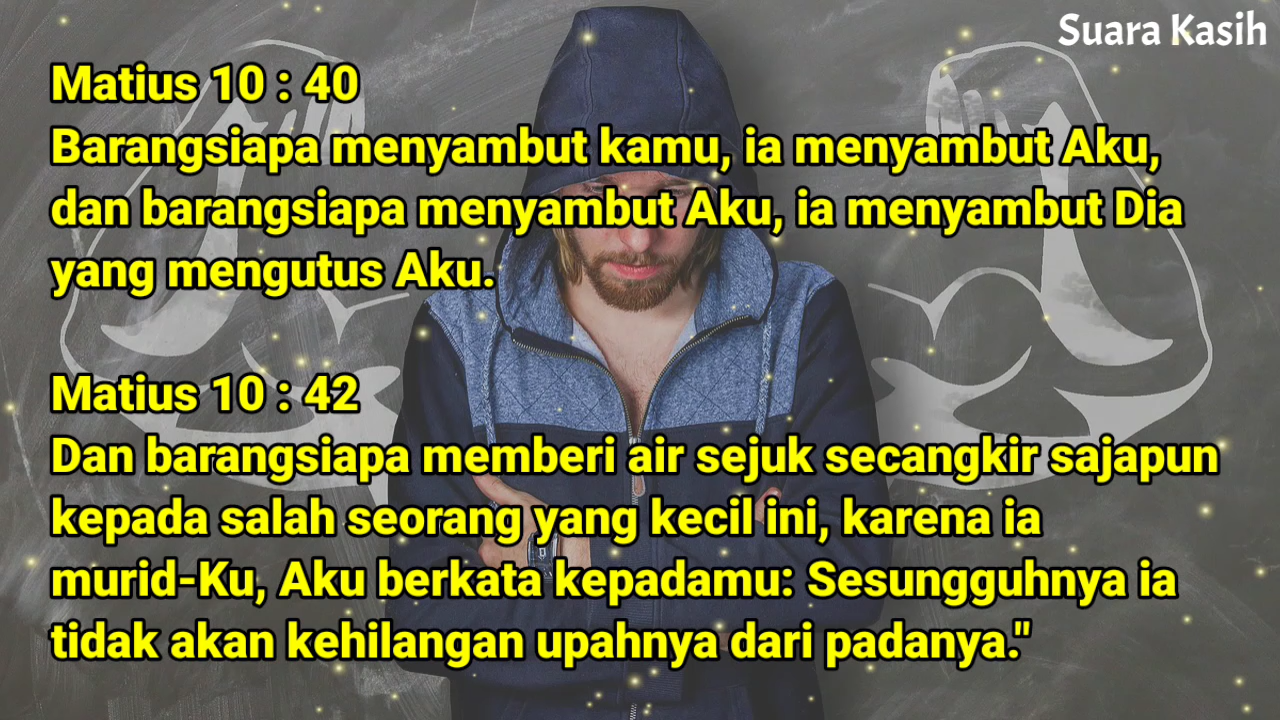 Suara Kasih
Matius 10 : 40
Barangsiapa menyambut kamu, ia menyambut Aku,
dan barangsiapa menyambut Aku, ia menyambut Dia
yang mengutus Aku.
Matius 10 : 42
Dan barangsiapa memberi air sejuk secangkir sajapun
kepada salah seorang yang kecil ini, karena ia
murid-Ku, Aku berkata kepadamu: Sesungguhnya ia
tidak akan kehilangan upahnya dari padanya."